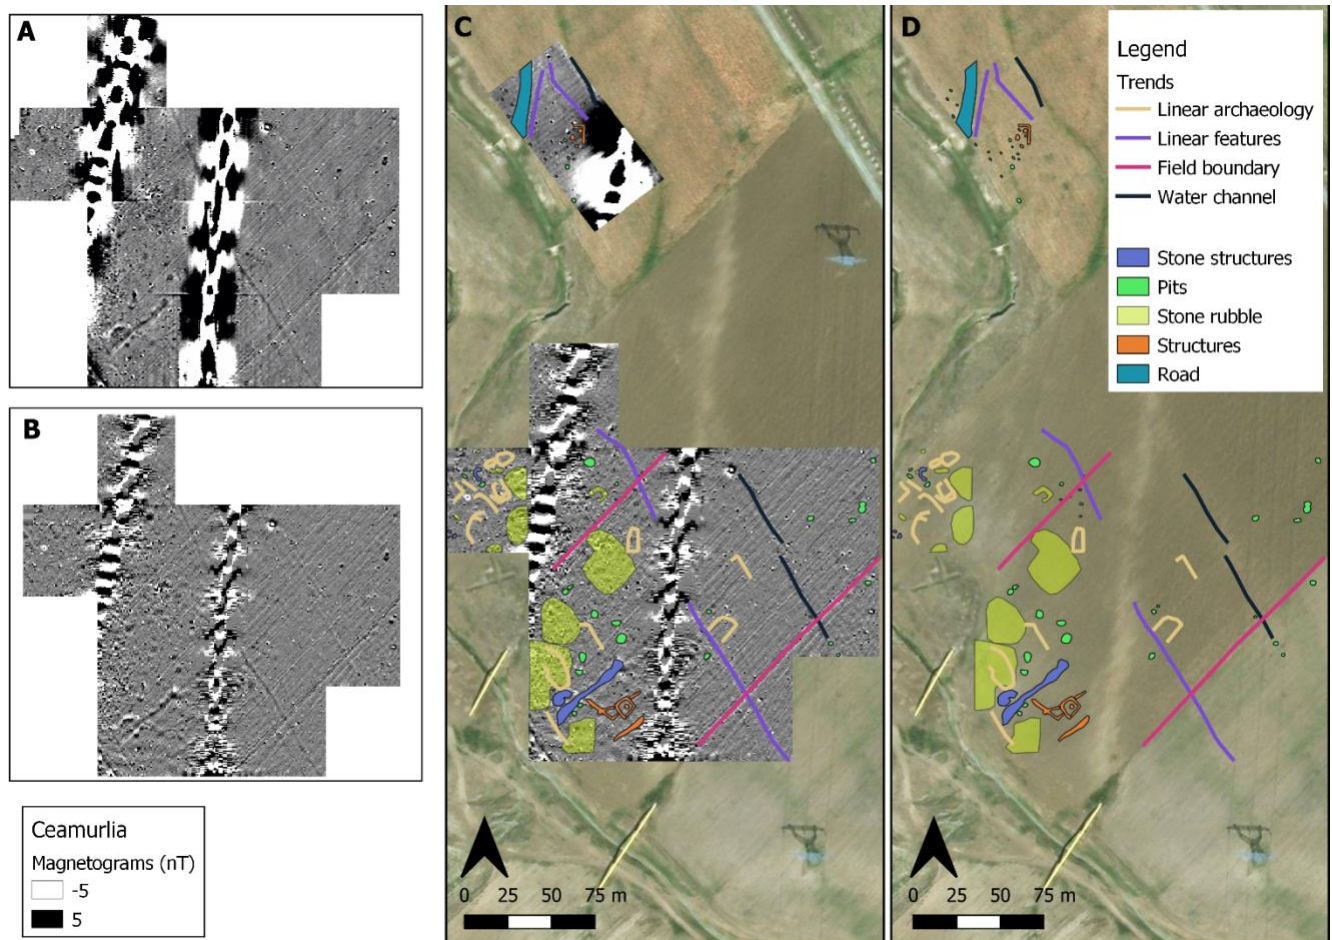 A
B
Ceamurlia
Magnetograms (nT)
-5
5
C
0 25 50 75 m
D
Legend
Trends
Linear archaeology
Linear features
Field boundary
Water channel
Stone structures
Pits
Stone rubble
Structures
Road
0 25 50 75 m